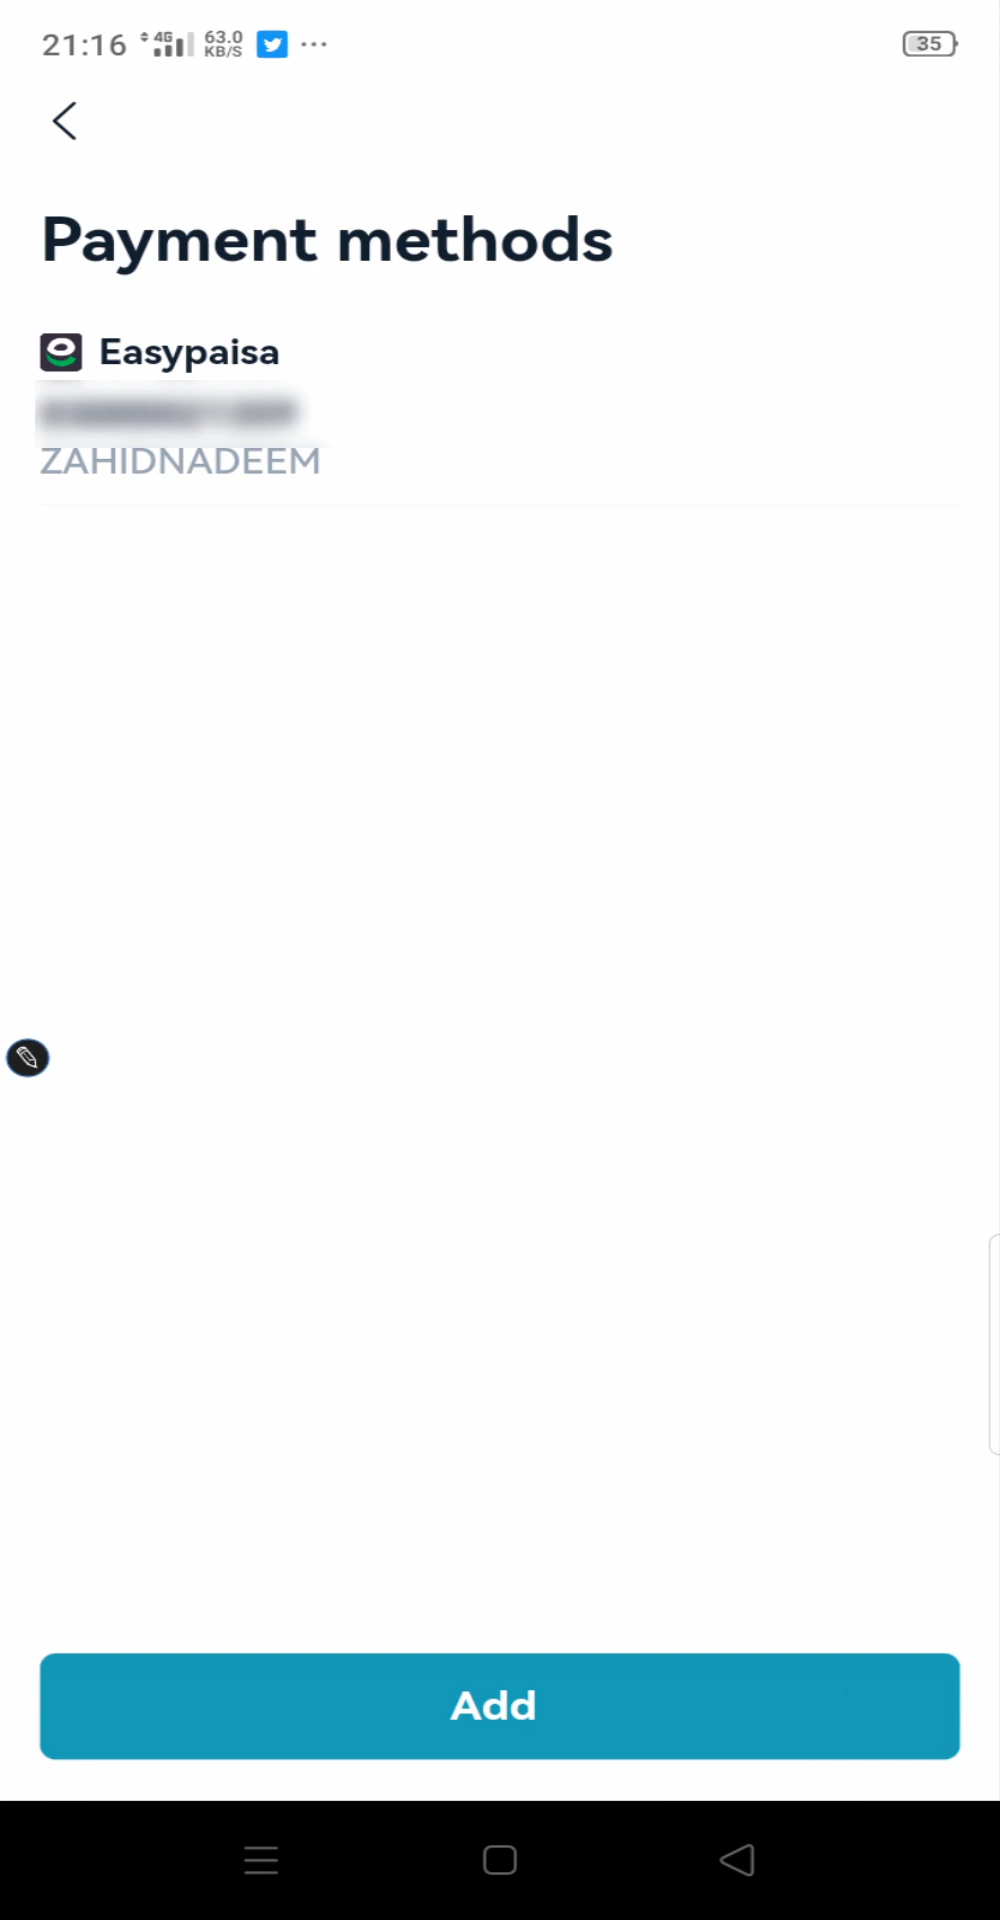 21:16 4G 63.0 KB/S ... 35
Payment methods
Easypaisa
ZAHIDNADEEM
Add